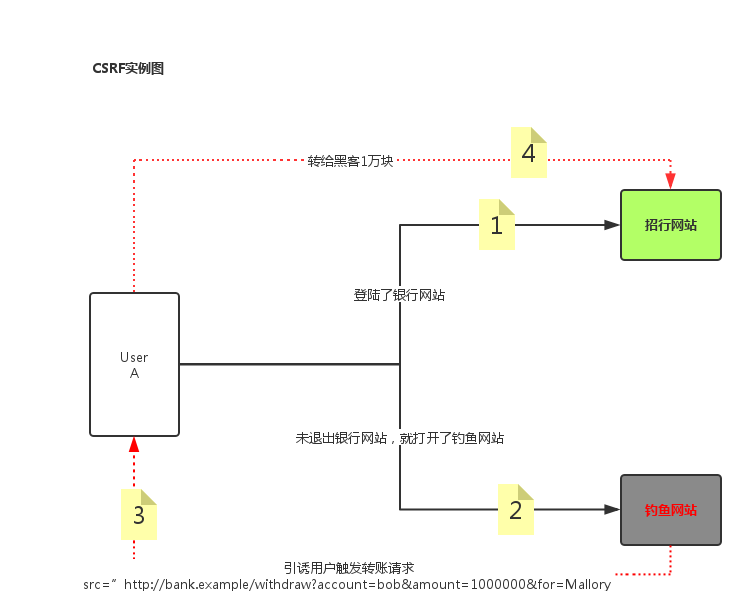 CSRF实例图
转给黑客1万块
4
1
招行网站
登陆了银行网站
User
A
未退出银行网站，就打开了钓鱼网站
2
钓鱼网站
3
引诱用户触发转账请求
src=”http://bank.example/withdraw?account=bob&amount=1000000&for=Mallory